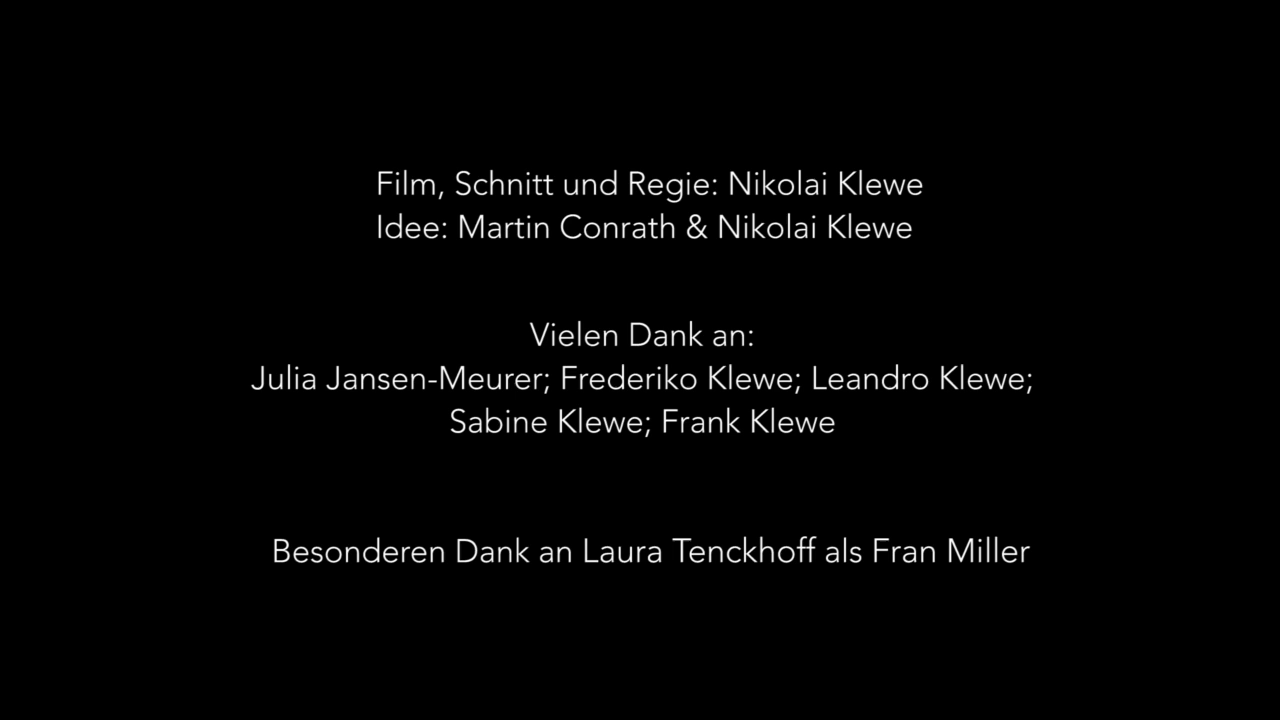 Film, Schnitt und Regie: Nikolai Klewe
Idee: Martin Conrath & Nikolai Klewe
Vielen Dank an:
Julia Jansen-Meurer; Frederiko Klewe; Leandro Klewe;
Sabine Klewe; Frank Klewe
Besonderen Dank an Laura Tenckhoff als Fran Miller